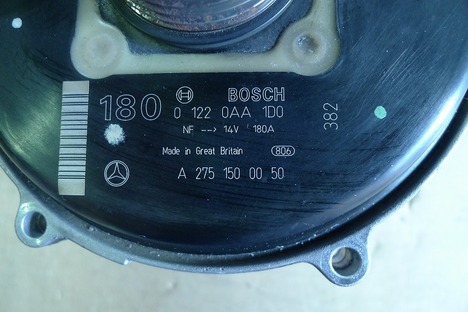 180
BOSCH
0 122 0AA 1D0
NF --> 14V 180A
382
Made in Great Britain 806
A 275 150 00 50